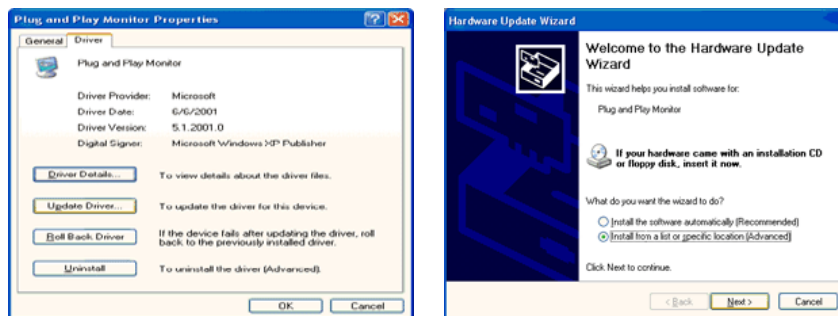 Plug and Play Monitor Properties
General Driver
Plug and Play Monitor
Driver Provider: Microsoft
Driver Date: 6/6/2001
Driver Version: 5.1.2001.0
Digital Signer: Microsoft Windows XP Publisher
Driver Details... To view details about the driver files.
Update Driver... To update the driver for this device.
Roll Back Driver If the device fails after updating the driver, roll
back to the previously installed driver.
Uninstall To uninstall the driver (Advanced).
OK Cancel
Hardware Update Wizard
Welcome to the Hardware Update
Wizard
This wizard helps you install software for:
Plug and Play Monitor
If your hardware came with an installation CD
or floppy disk, insert it now.
What do you want the wizard to do?
Install the software automatically (Recommended)
Install from a list or specific location (Advanced)
Click Next to continue.
< Back Next > Cancel